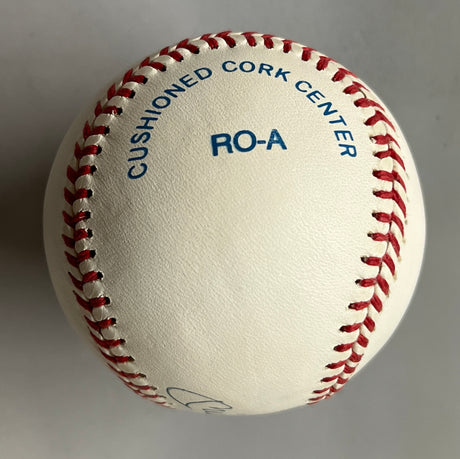 CUSHIONED CORK CENTER
RO-A